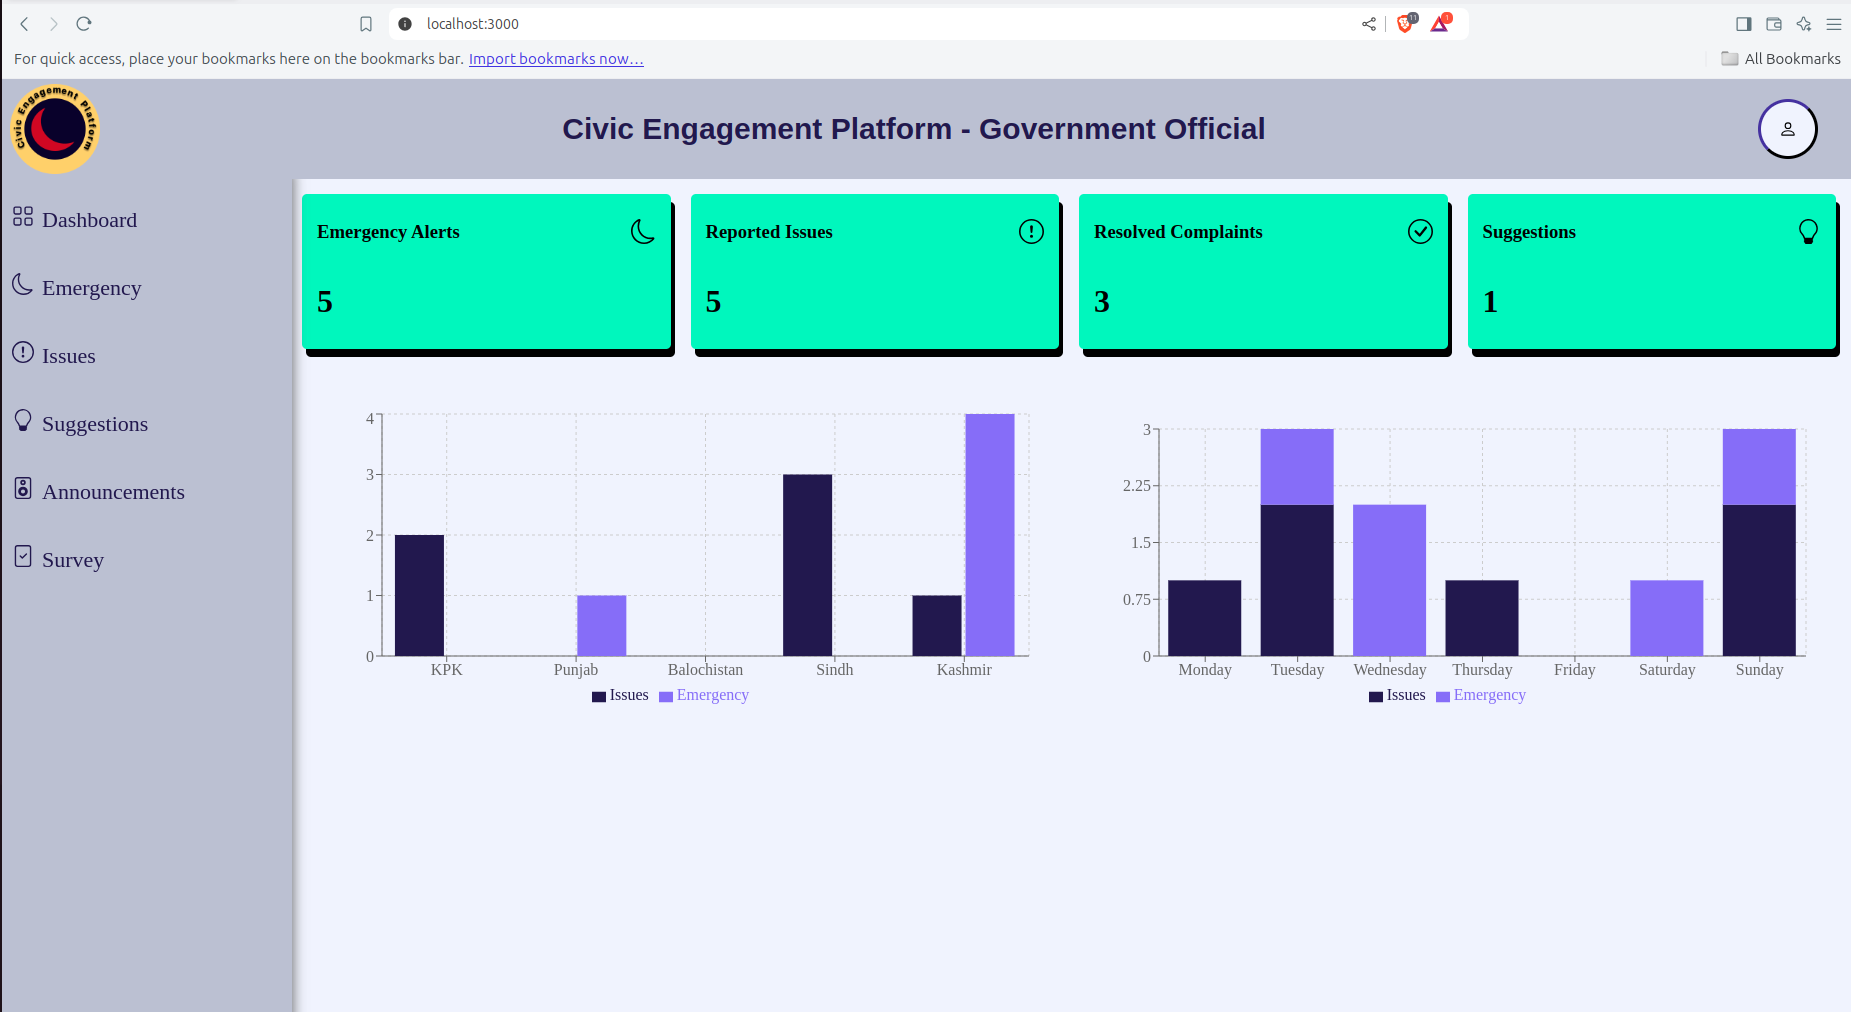 localhost:3000
11
1
For quick access, place your bookmarks here on the bookmarks bar. Import bookmarks now...
All Bookmarks
Civic Engagement Platform
Civic Engagement Platform - Government Official
Dashboard
Emergency
Issues
Suggestions
Announcements
Survey
Emergency Alerts
5
Reported Issues
5
Resolved Complaints
3
Suggestions
1
4
3
2
1
0
KPK Punjab Balochistan Sindh Kashmir
Issues Emergency
3
2.25
1.5
0.75
0
Monday Tuesday Wednesday Thursday Friday Saturday Sunday
Issues Emergency